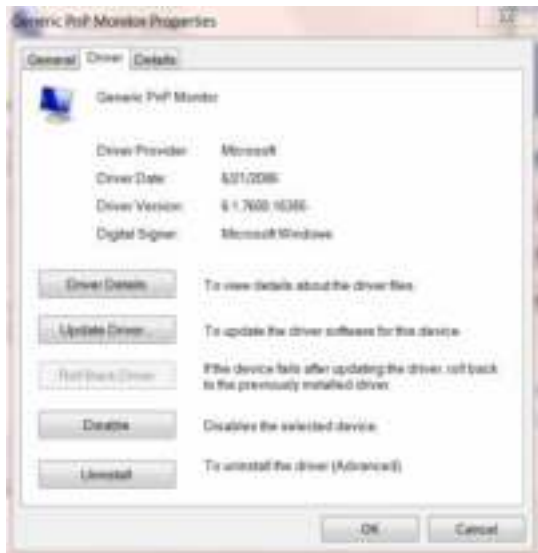 Generic PnP Monitor Properties
General Driver Details
Generic PnP Monitor
Driver Provider: Microsoft
Driver Date: 6/21/2006
Driver Version: 6.1.7600.16385
Digital Signer: Microsoft Windows
Driver Details To view details about the driver files.
Update Driver... To update the driver software for this device.
Roll Back Driver If the device fails after updating the driver, roll back
to the previously installed driver.
Disable Disables the selected device.
Uninstall To uninstall the driver (Advanced).
OK Cancel